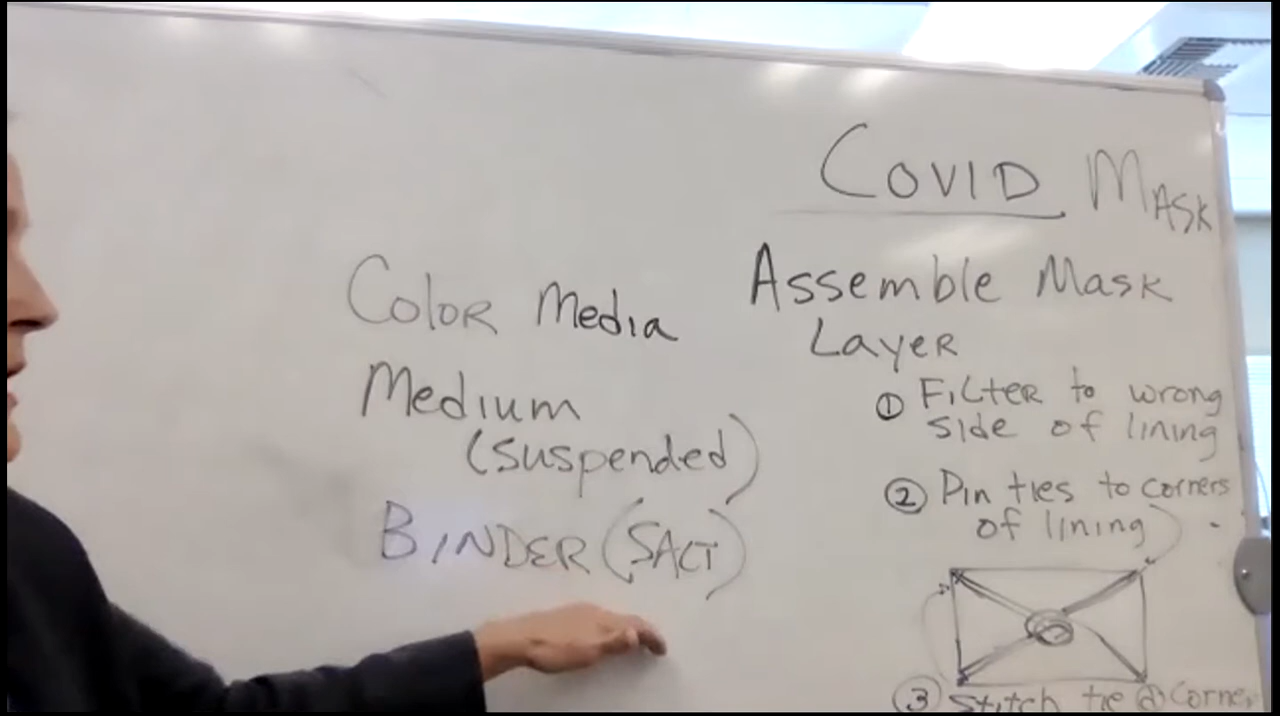 Color Media
Medium
(suspended)
BINDER (SALT)
COVID MASK
Assemble Mask
Layer
① Filter to wrong
side of lining
② Pin ties to corners
of lining
③ Stitch tie @ Corner